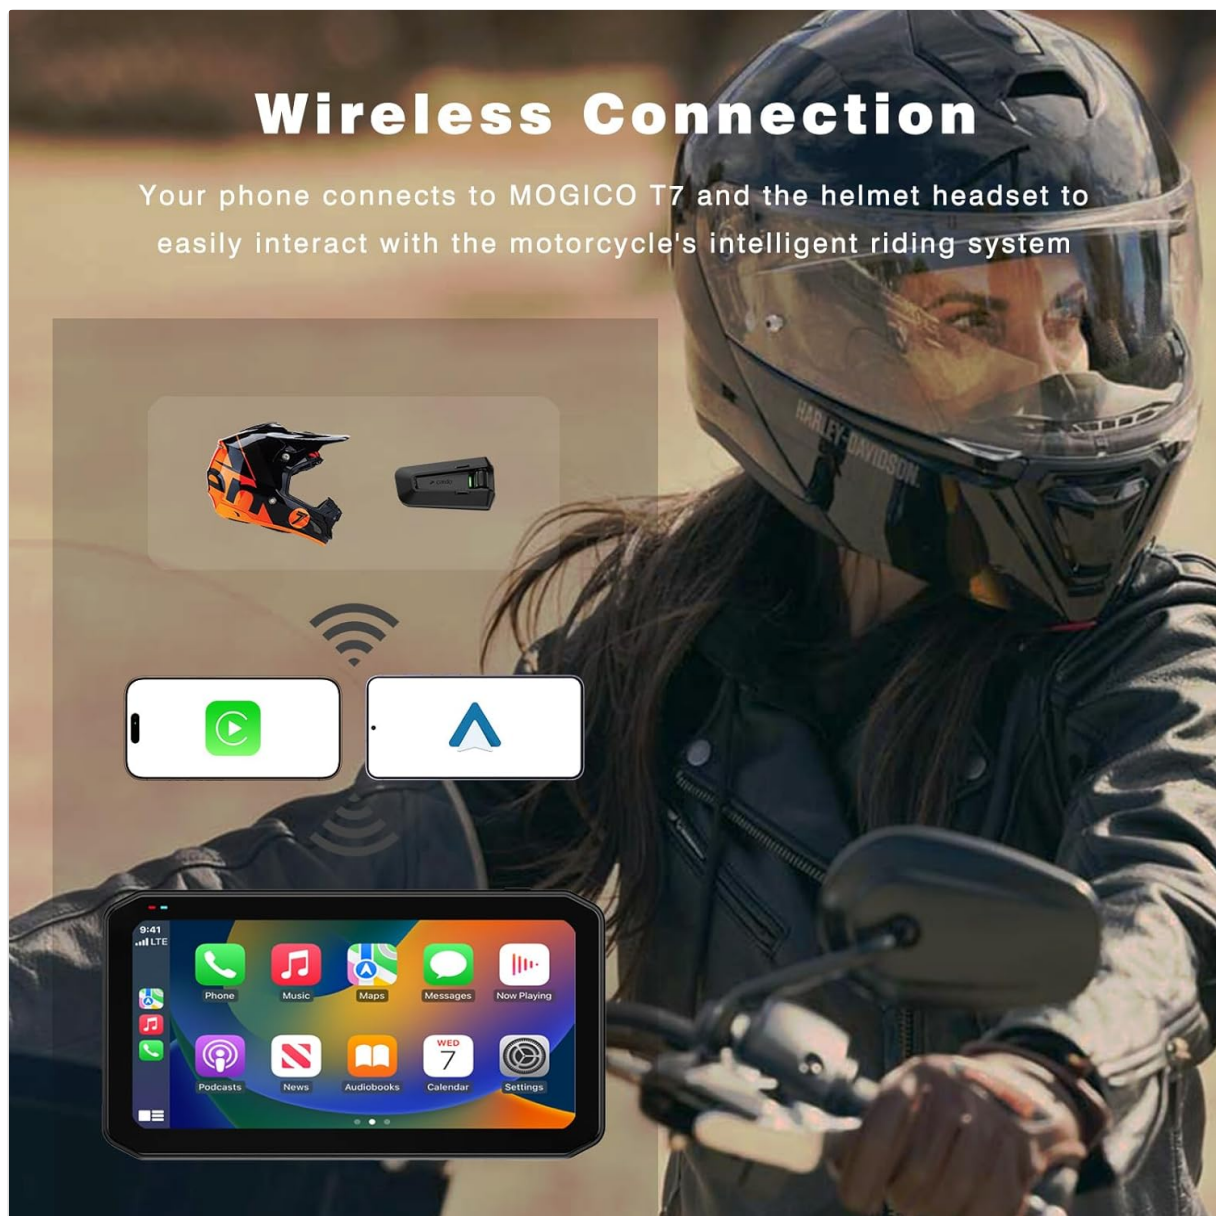 Wireless Connection
Your phone connects to MOGICO T7 and the helmet headset to
easily interact with the motorcycle's intelligent riding system
HARLEY-DAVIDSON.
9:41
LTE
Phone
Music
Maps
Messages
Now Playing
WED
7
Podcasts
News
Audiobooks
Calendar
Settings